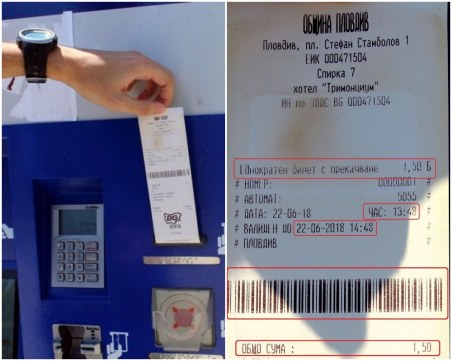 ОБЩИНА ПЛОВДИВ
Пловдив, пл. Стефан Стамболов 1
ЕИК 000471504
Спирка 7
хотел "Тримонциум"
ИН по ЗДДС BG 000471504
Еднократен билет с прекачване 1,50 Б
# НОМЕР: 00000001 #
# АВТОМАТ: 5055 #
# ДАТА: 22-06-18 ЧАС: 13:48 #
# ВАЛИДЕН ДО 22-06-2018 14:48 #
# ПЛОВДИВ #
ОБЩО СУМА : 1,50